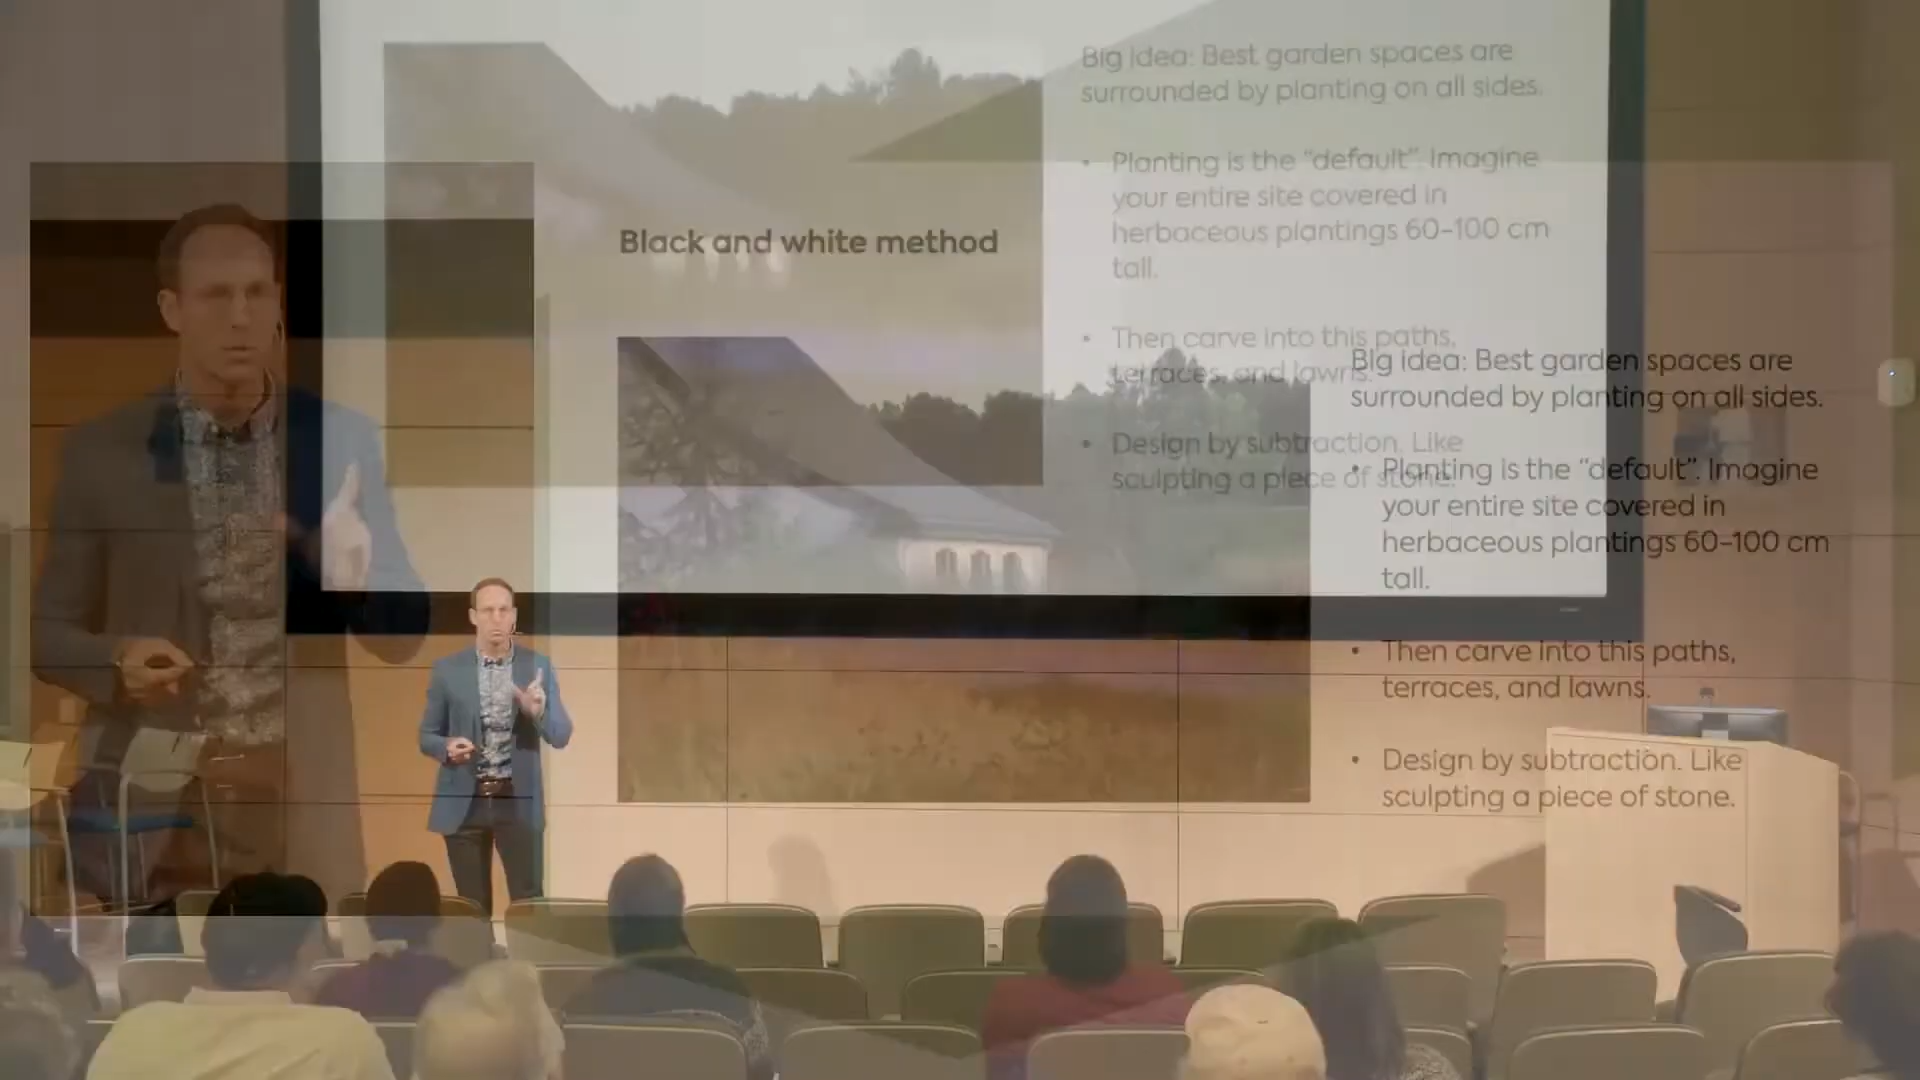 Big idea: Best garden spaces are
surrounded by planting on all sides.
• Planting is the “default”. Imagine
your entire site covered in
herbaceous plantings 60-100 cm
tall.
• Then carve into this paths,
terraces, and lawns.
• Design by subtraction. Like
sculpting a piece of stone.
Black and white method
Big idea: Best garden spaces are
surrounded by planting on all sides.
• Planting is the “default”. Imagine
your entire site covered in
herbaceous plantings 60-100 cm
tall.
• Then carve into this paths,
terraces, and lawns.
• Design by subtraction. Like
sculpting a piece of stone.